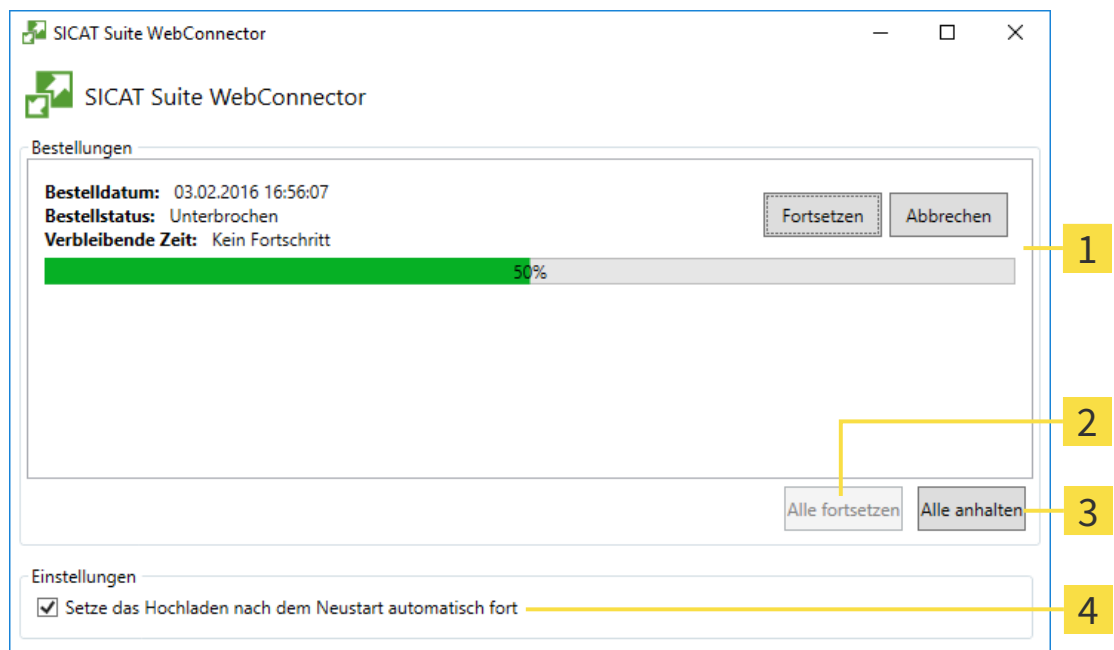 SICAT Suite WebConnector
SICAT Suite WebConnector
Bestellungen
Bestelldatum: 03.02.2016 16:56:07
Bestellstatus: Unterbrochen
Verbleibende Zeit: Kein Fortschritt
Fortsetzen
Abbrechen
1
50%
2
Alle fortsetzen
Alle anhalten
3
Einstellungen
Setze das Hochladen nach dem Neustart automatisch fort
4